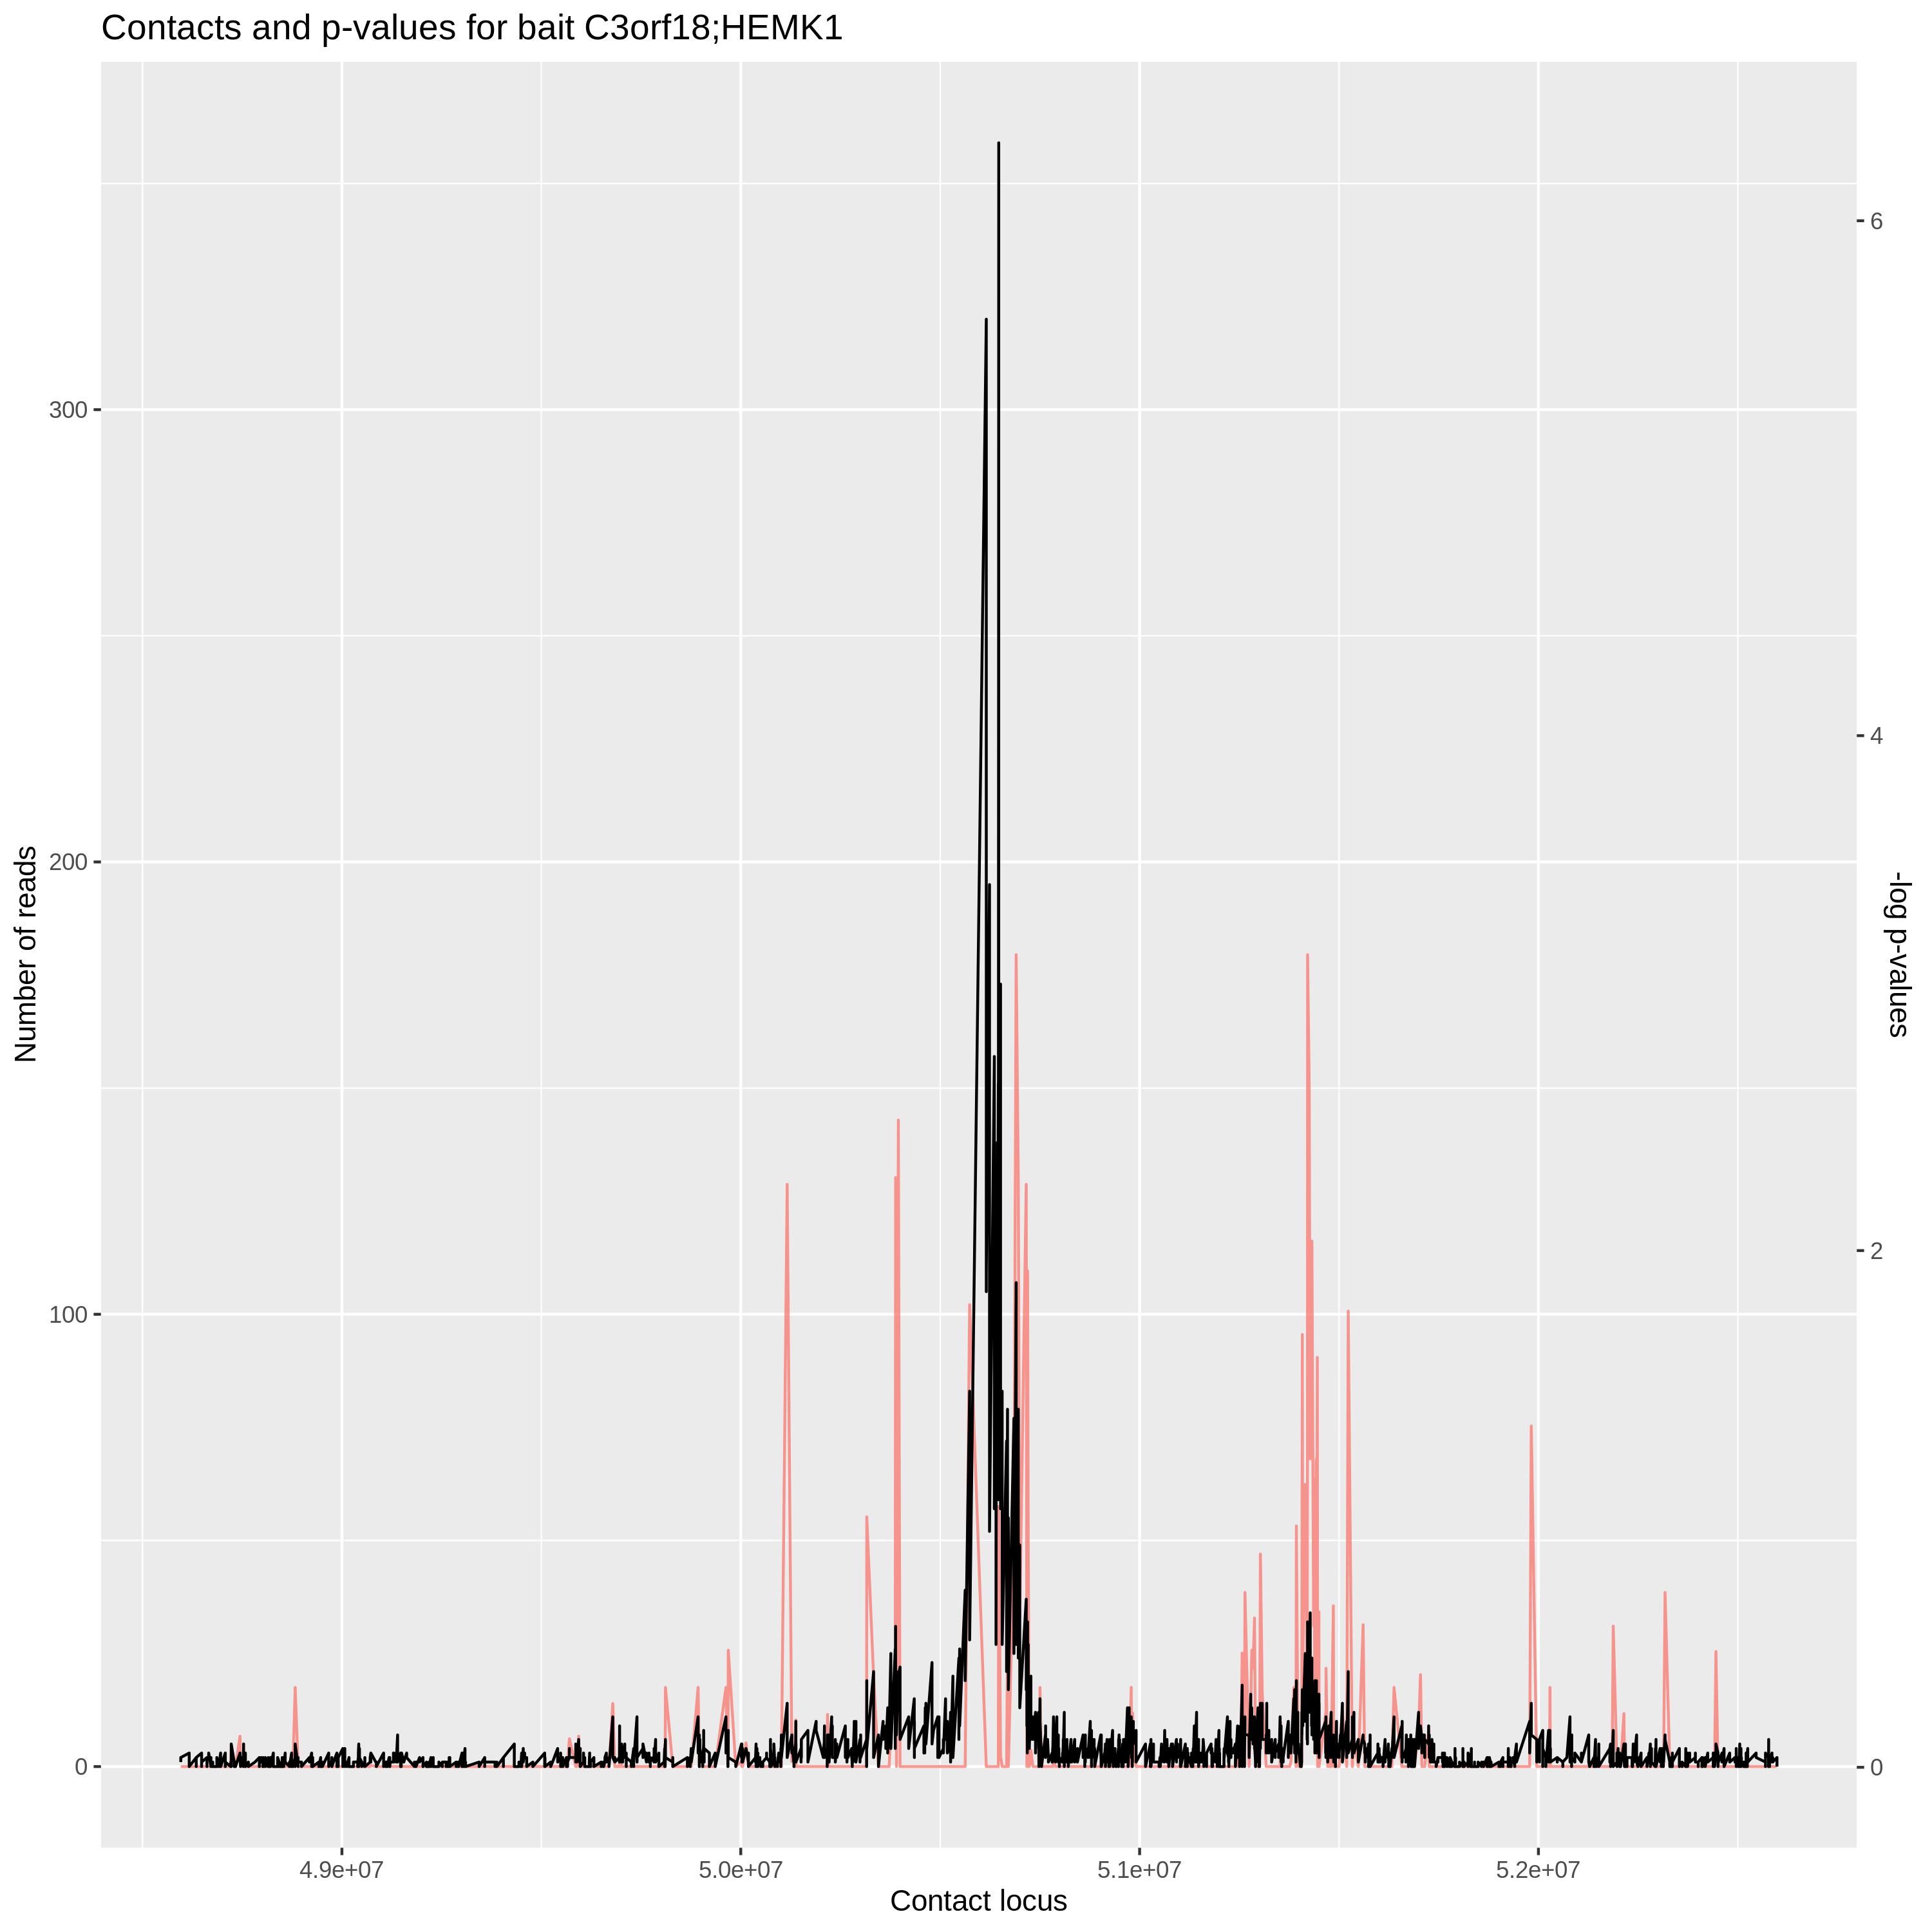 Contacts and p-values for bait C3orf18;HEMK1
Number of reads
300
200
100
0
6
4
2
0
-log p-values
4.9e+07 5.0e+07 5.1e+07 5.2e+07
Contact locus